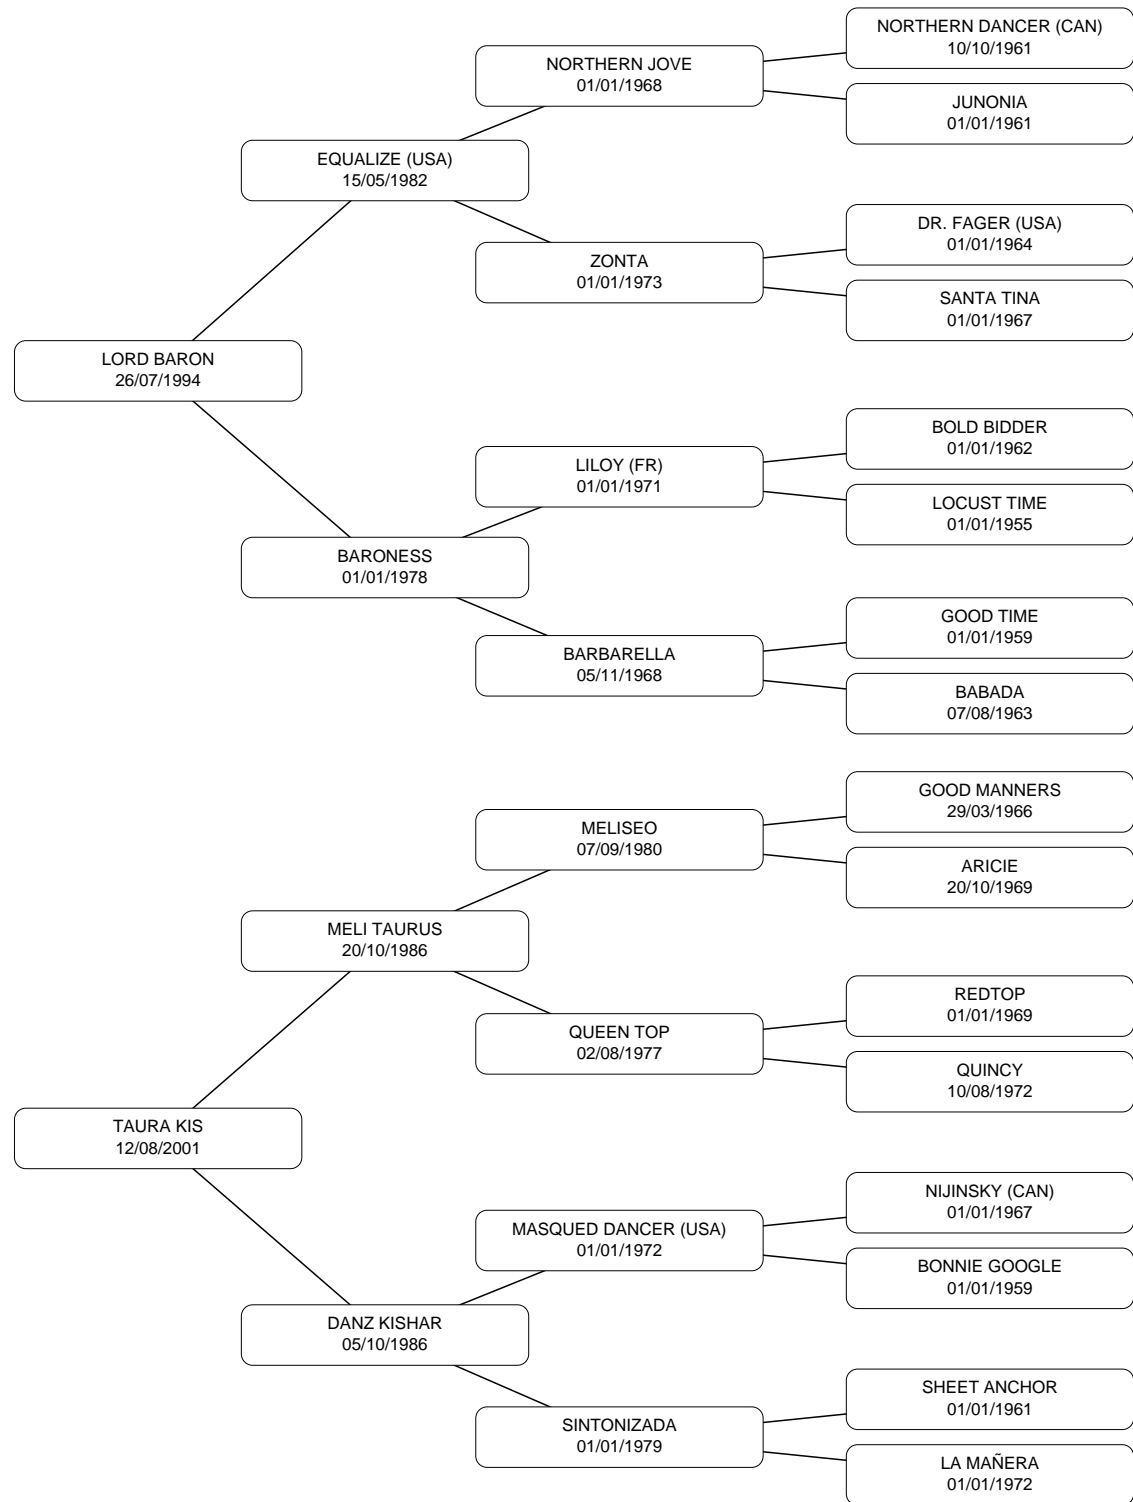 NORTHERN DANCER (CAN)
10/10/1961
NORTHERN JOVE
01/01/1968
JUNONIA
01/01/1961
EQUALIZE (USA)
15/05/1982
DR. FAGER (USA)
01/01/1964
ZONTA
01/01/1973
SANTA TINA
01/01/1967
LORD BARON
26/07/1994
BOLD BIDDER
01/01/1962
LILOY (FR)
01/01/1971
LOCUST TIME
01/01/1955
BARONESS
01/01/1978
GOOD TIME
01/01/1959
BARBARELLA
05/11/1968
BABADA
07/08/1963
GOOD MANNERS
29/03/1966
MELISEO
07/09/1980
ARICIE
20/10/1969
MELI TAURUS
20/10/1986
REDTOP
01/01/1969
QUEEN TOP
02/08/1977
QUINCY
10/08/1972
TAURA KIS
12/08/2001
NIJINSKY (CAN)
01/01/1967
MASQUED DANCER (USA)
01/01/1972
BONNIE GOOGLE
01/01/1959
DANZ KISHAR
05/10/1986
SHEET ANCHOR
01/01/1961
SINTONIZADA
01/01/1979
LA MAÑERA
01/01/1972